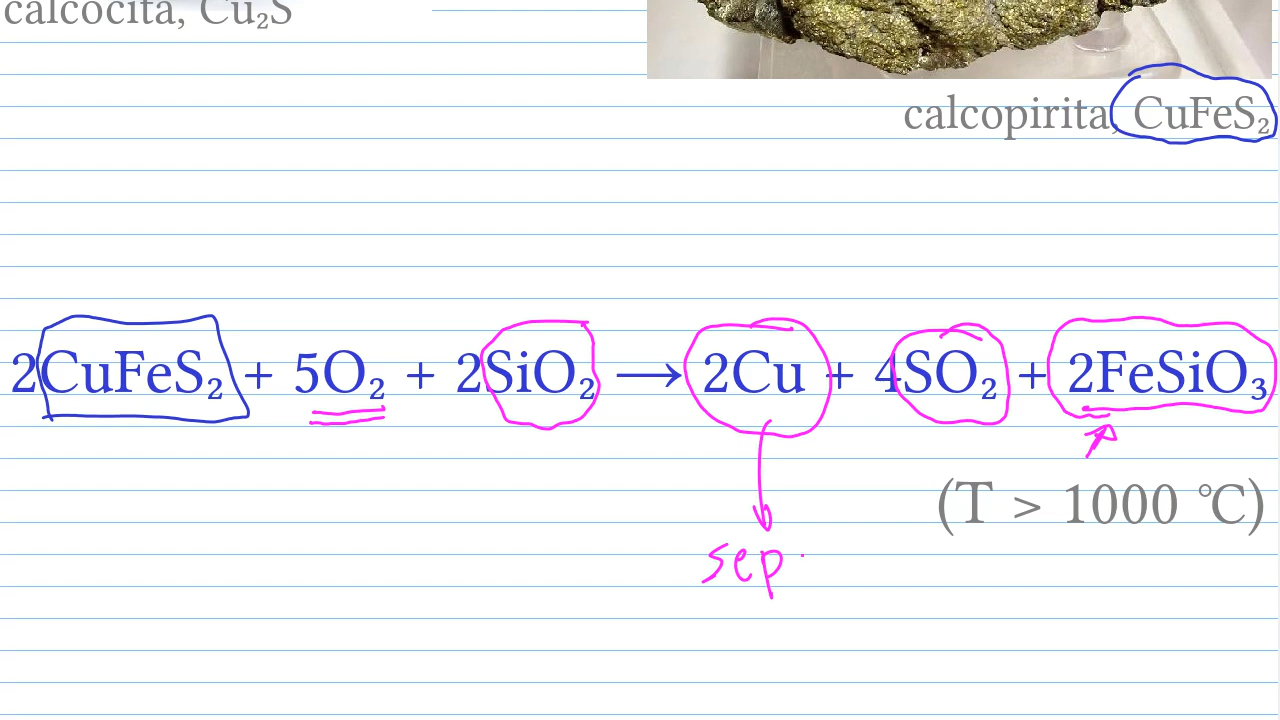 calcocita, Cu₂S
calcopirita, CuFeS₂
2CuFeS₂ + 5O₂ + 2SiO₂ ⟶ 2Cu + 4SO₂ + 2FeSiO₃
(T > 1000 °C)
sep.